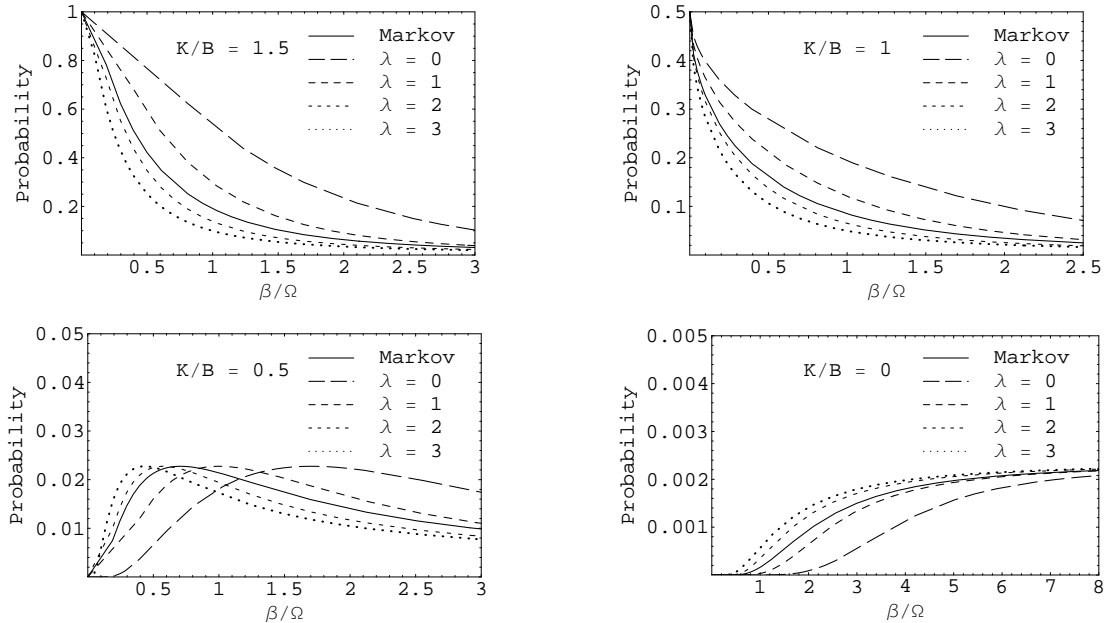 1
0.8
0.6
0.4
0.2
Probability
K/B = 1.5
Markov
λ = 0
λ = 1
λ = 2
λ = 3
0.5 1 1.5 2 2.5 3
β/Ω
0.5
0.4
0.3
0.2
0.1
Probability
K/B = 1
Markov
λ = 0
λ = 1
λ = 2
λ = 3
0.5 1 1.5 2 2.5
β/Ω
0.05
0.04
0.03
0.02
0.01
Probability
K/B = 0.5
Markov
λ = 0
λ = 1
λ = 2
λ = 3
0.5 1 1.5 2 2.5 3
β/Ω
0.005
0.004
0.003
0.002
0.001
Probability
K/B = 0
Markov
λ = 0
λ = 1
λ = 2
λ = 3
1 2 3 4 5 6 7 8
β/Ω